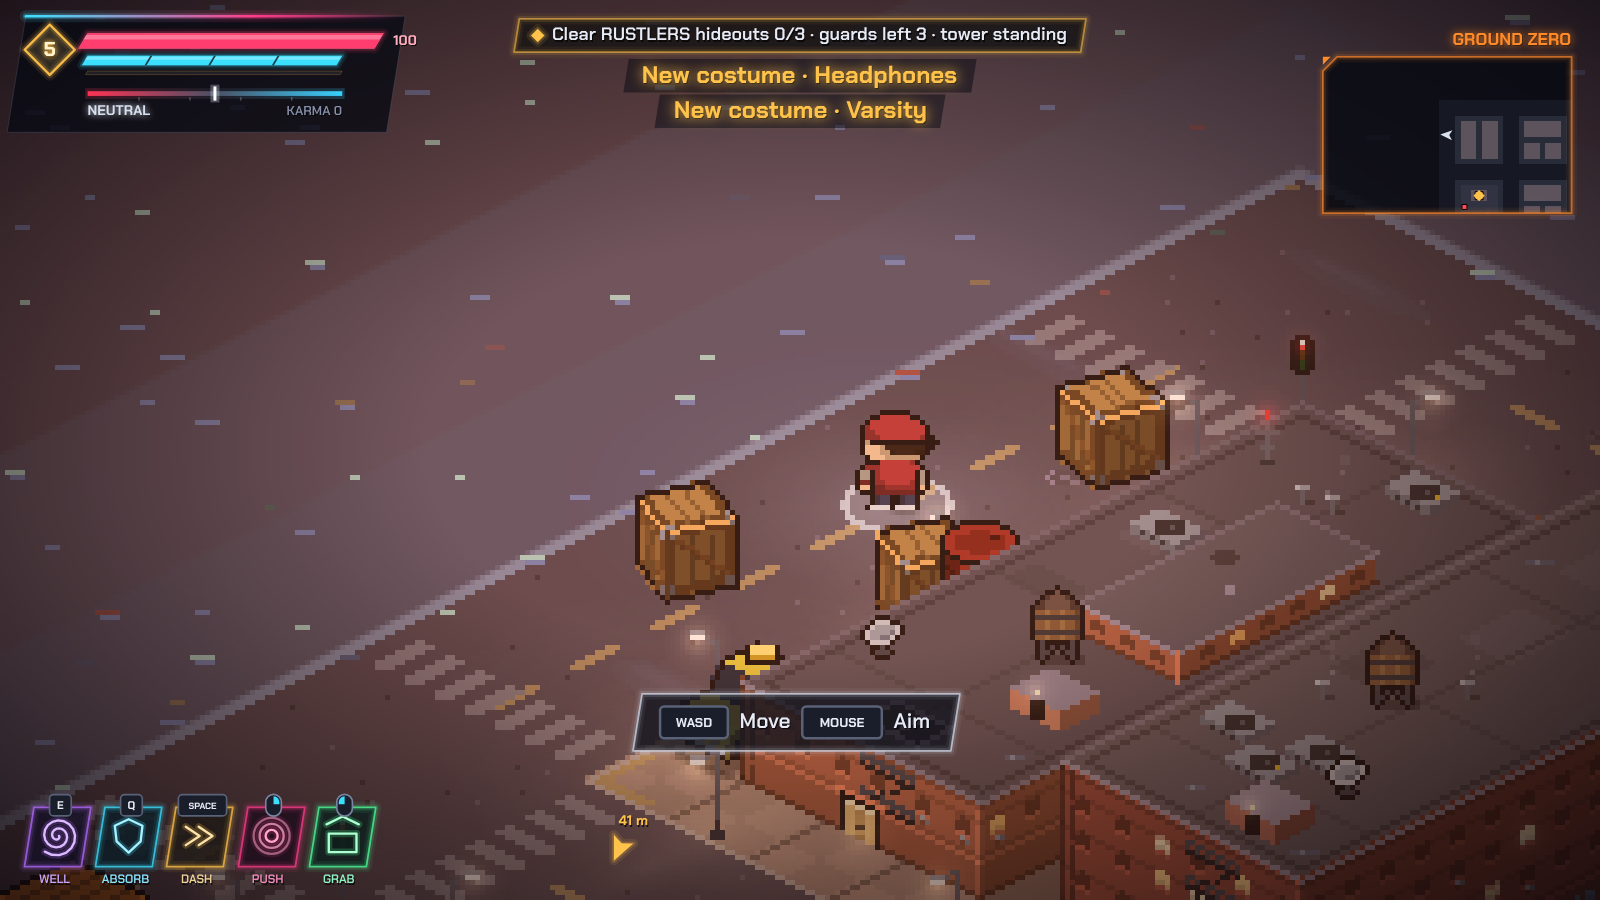 5
100
NEUTRAL
KARMA 0
Clear RUSTLERS hideouts 0/3 · guards left 3 · tower standing
New costume · Headphones
New costume · Varsity
GROUND ZERO
WASD Move MOUSE Aim
41 m
E
Q
SPACE
WELL
ABSORB
DASH
PUSH
GRAB